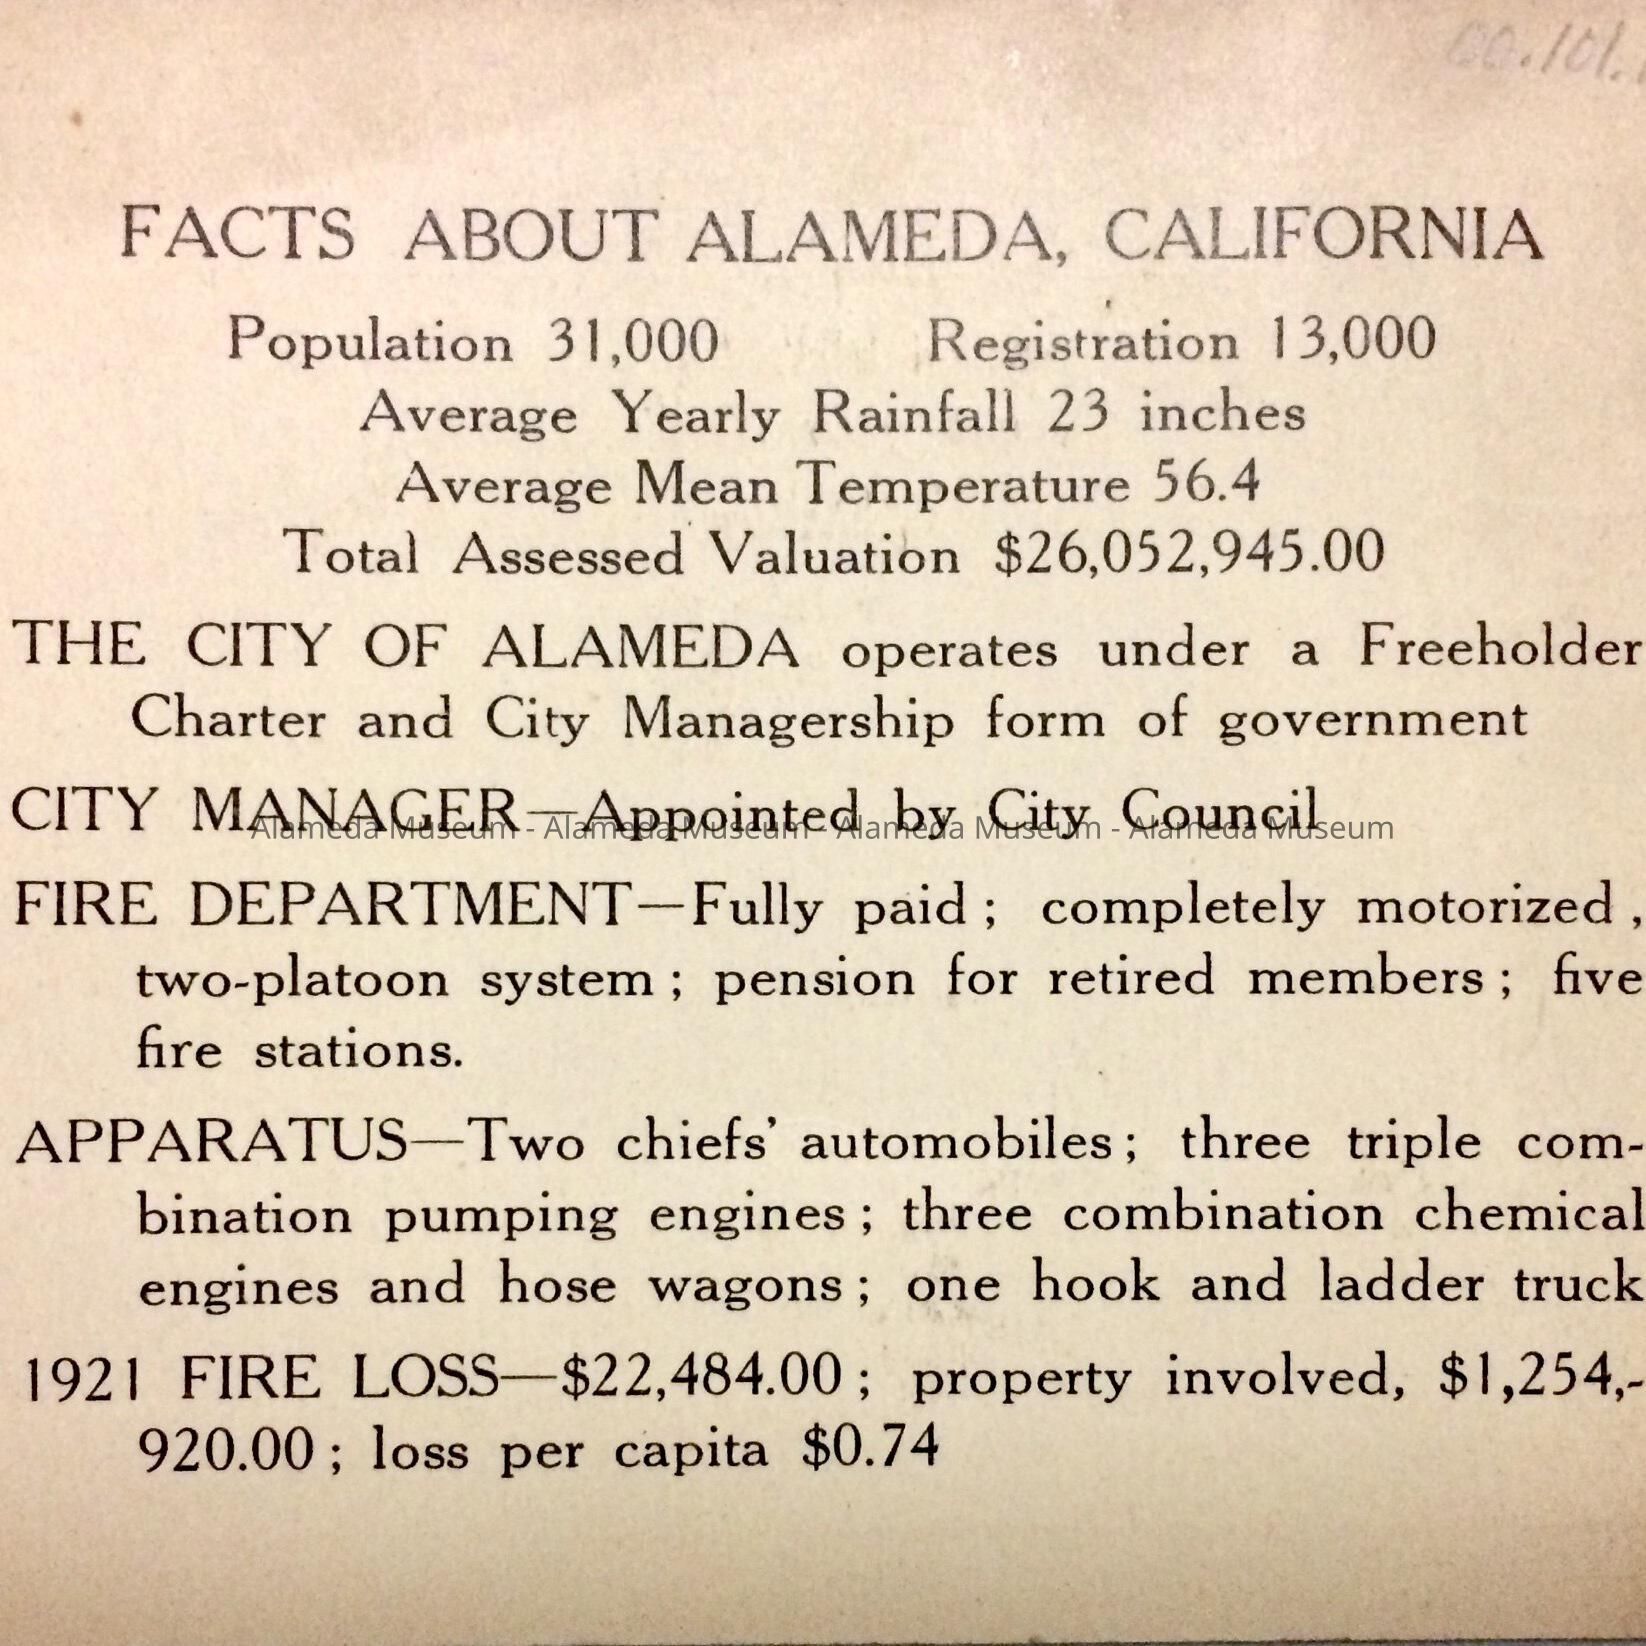 FACTS ABOUT ALAMEDA, CALIFORNIA
Population 31,000 Registration 13,000
Average Yearly Rainfall 23 inches
Average Mean Temperature 56.4
Total Assessed Valuation $26,052,945.00
THE CITY OF ALAMEDA operates under a Freeholder
Charter and City Managership form of government
CITY MANAGER—Appointed by City Council
Alameda Museum - Alameda Museum - Alameda Museum - Alameda Museum
FIRE DEPARTMENT—Fully paid ; completely motorized ,
two-platoon system ; pension for retired members ; five
fire stations.
APPARATUS—Two chiefs' automobiles ; three triple com-
bination pumping engines ; three combination chemical
engines and hose wagons ; one hook and ladder truck
1921 FIRE LOSS—$22,484.00 ; property involved, $1,254,-
920.00 ; loss per capita $0.74